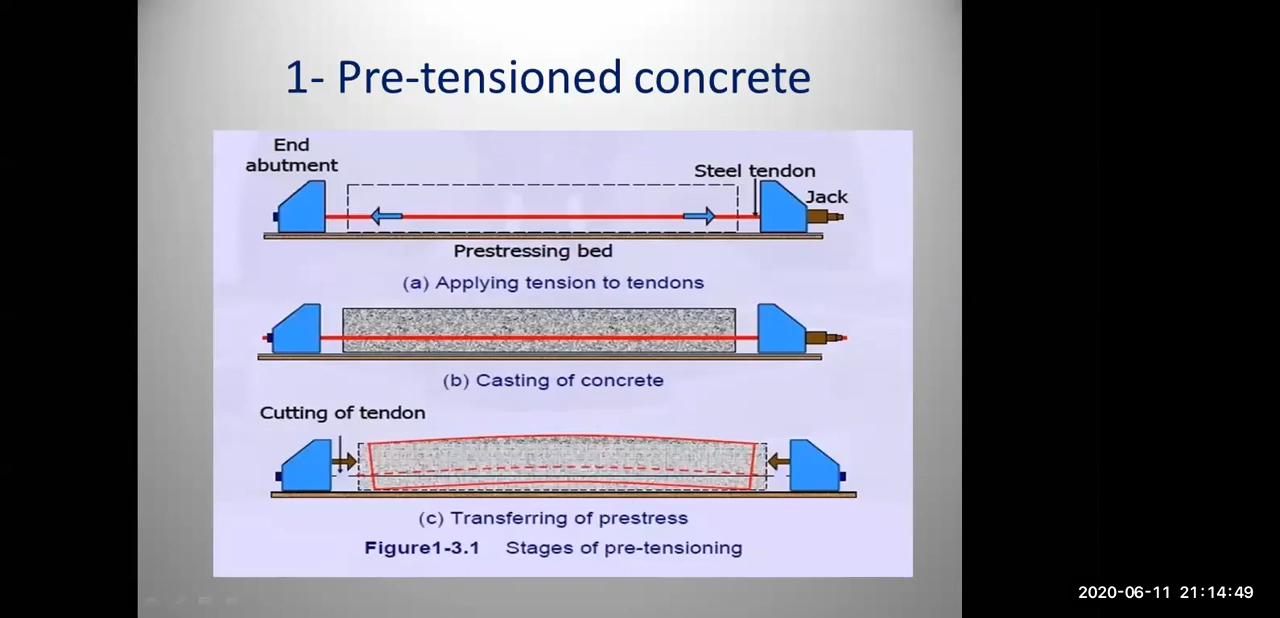 1- Pre-tensioned concrete
End
abutment
Steel tendon
Jack
Prestressing bed
(a) Applying tension to tendons
(b) Casting of concrete
Cutting of tendon
(c) Transferring of prestress
Figure1-3.1 Stages of pre-tensioning
2020-06-11 21:14:49